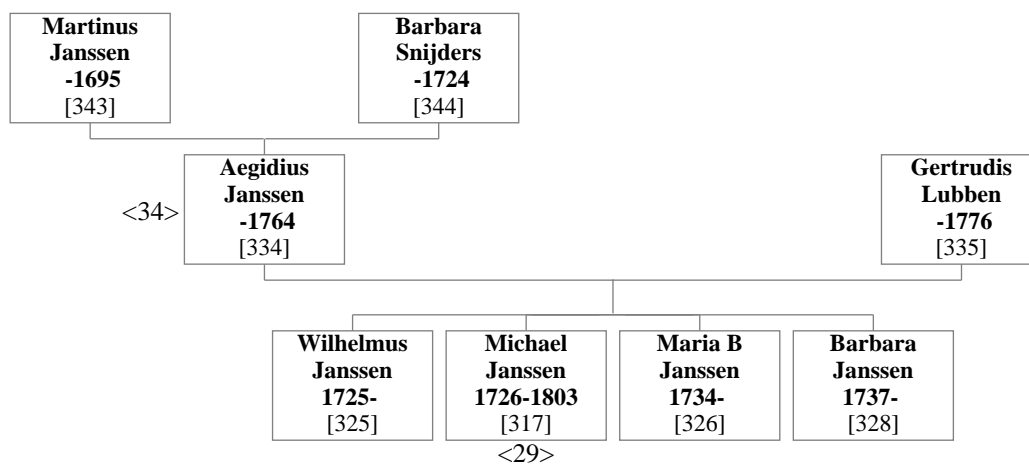 Martinus
Janssen
-1695
[343]
Barbara
Snijders
-1724
[344]
<34>
Aegidius
Janssen
-1764
[334]
Gertrudis
Lubben
-1776
[335]
Wilhelmus
Janssen
1725-
[325]
Michael
Janssen
1726-1803
[317]
<29>
Maria B
Janssen
1734-
[326]
Barbara
Janssen
1737-
[328]